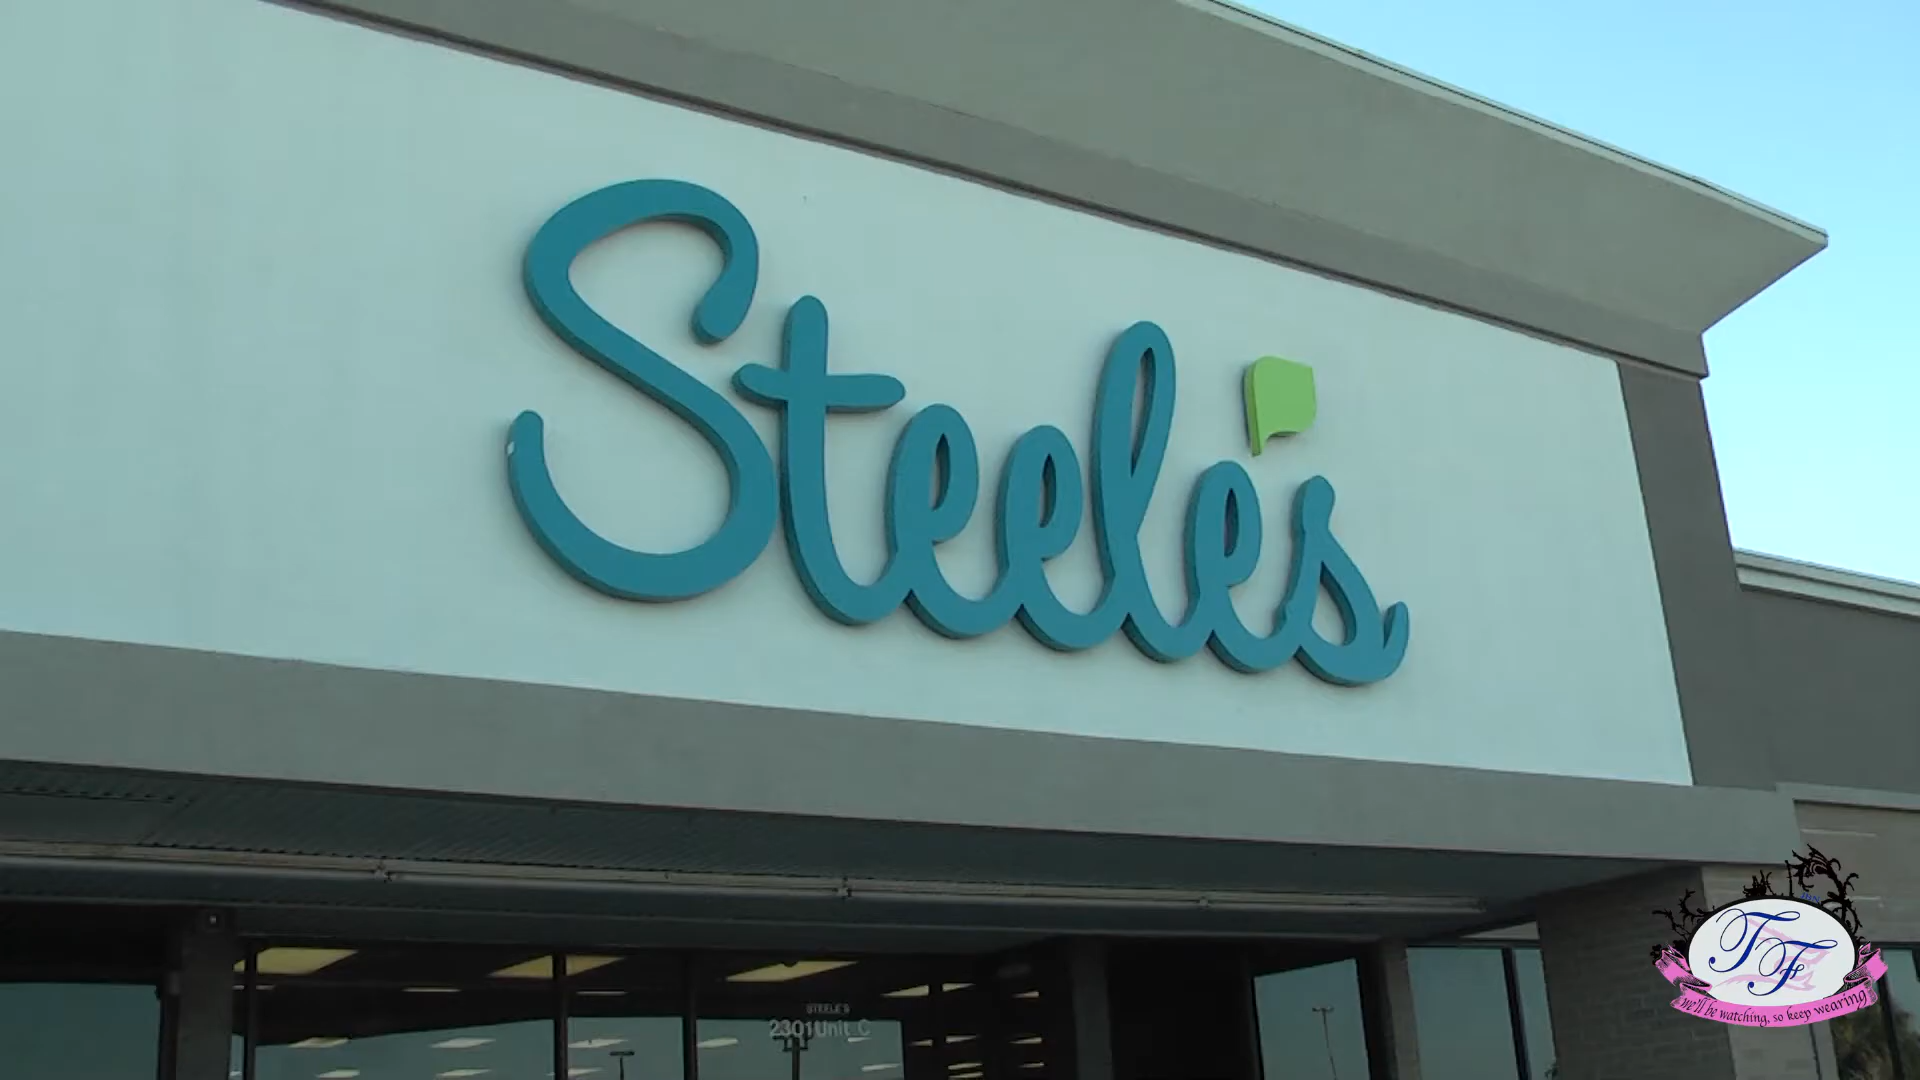 Steele's
STEELE'S
2301 Unit C
TF
we'll be watching, so keep wearing